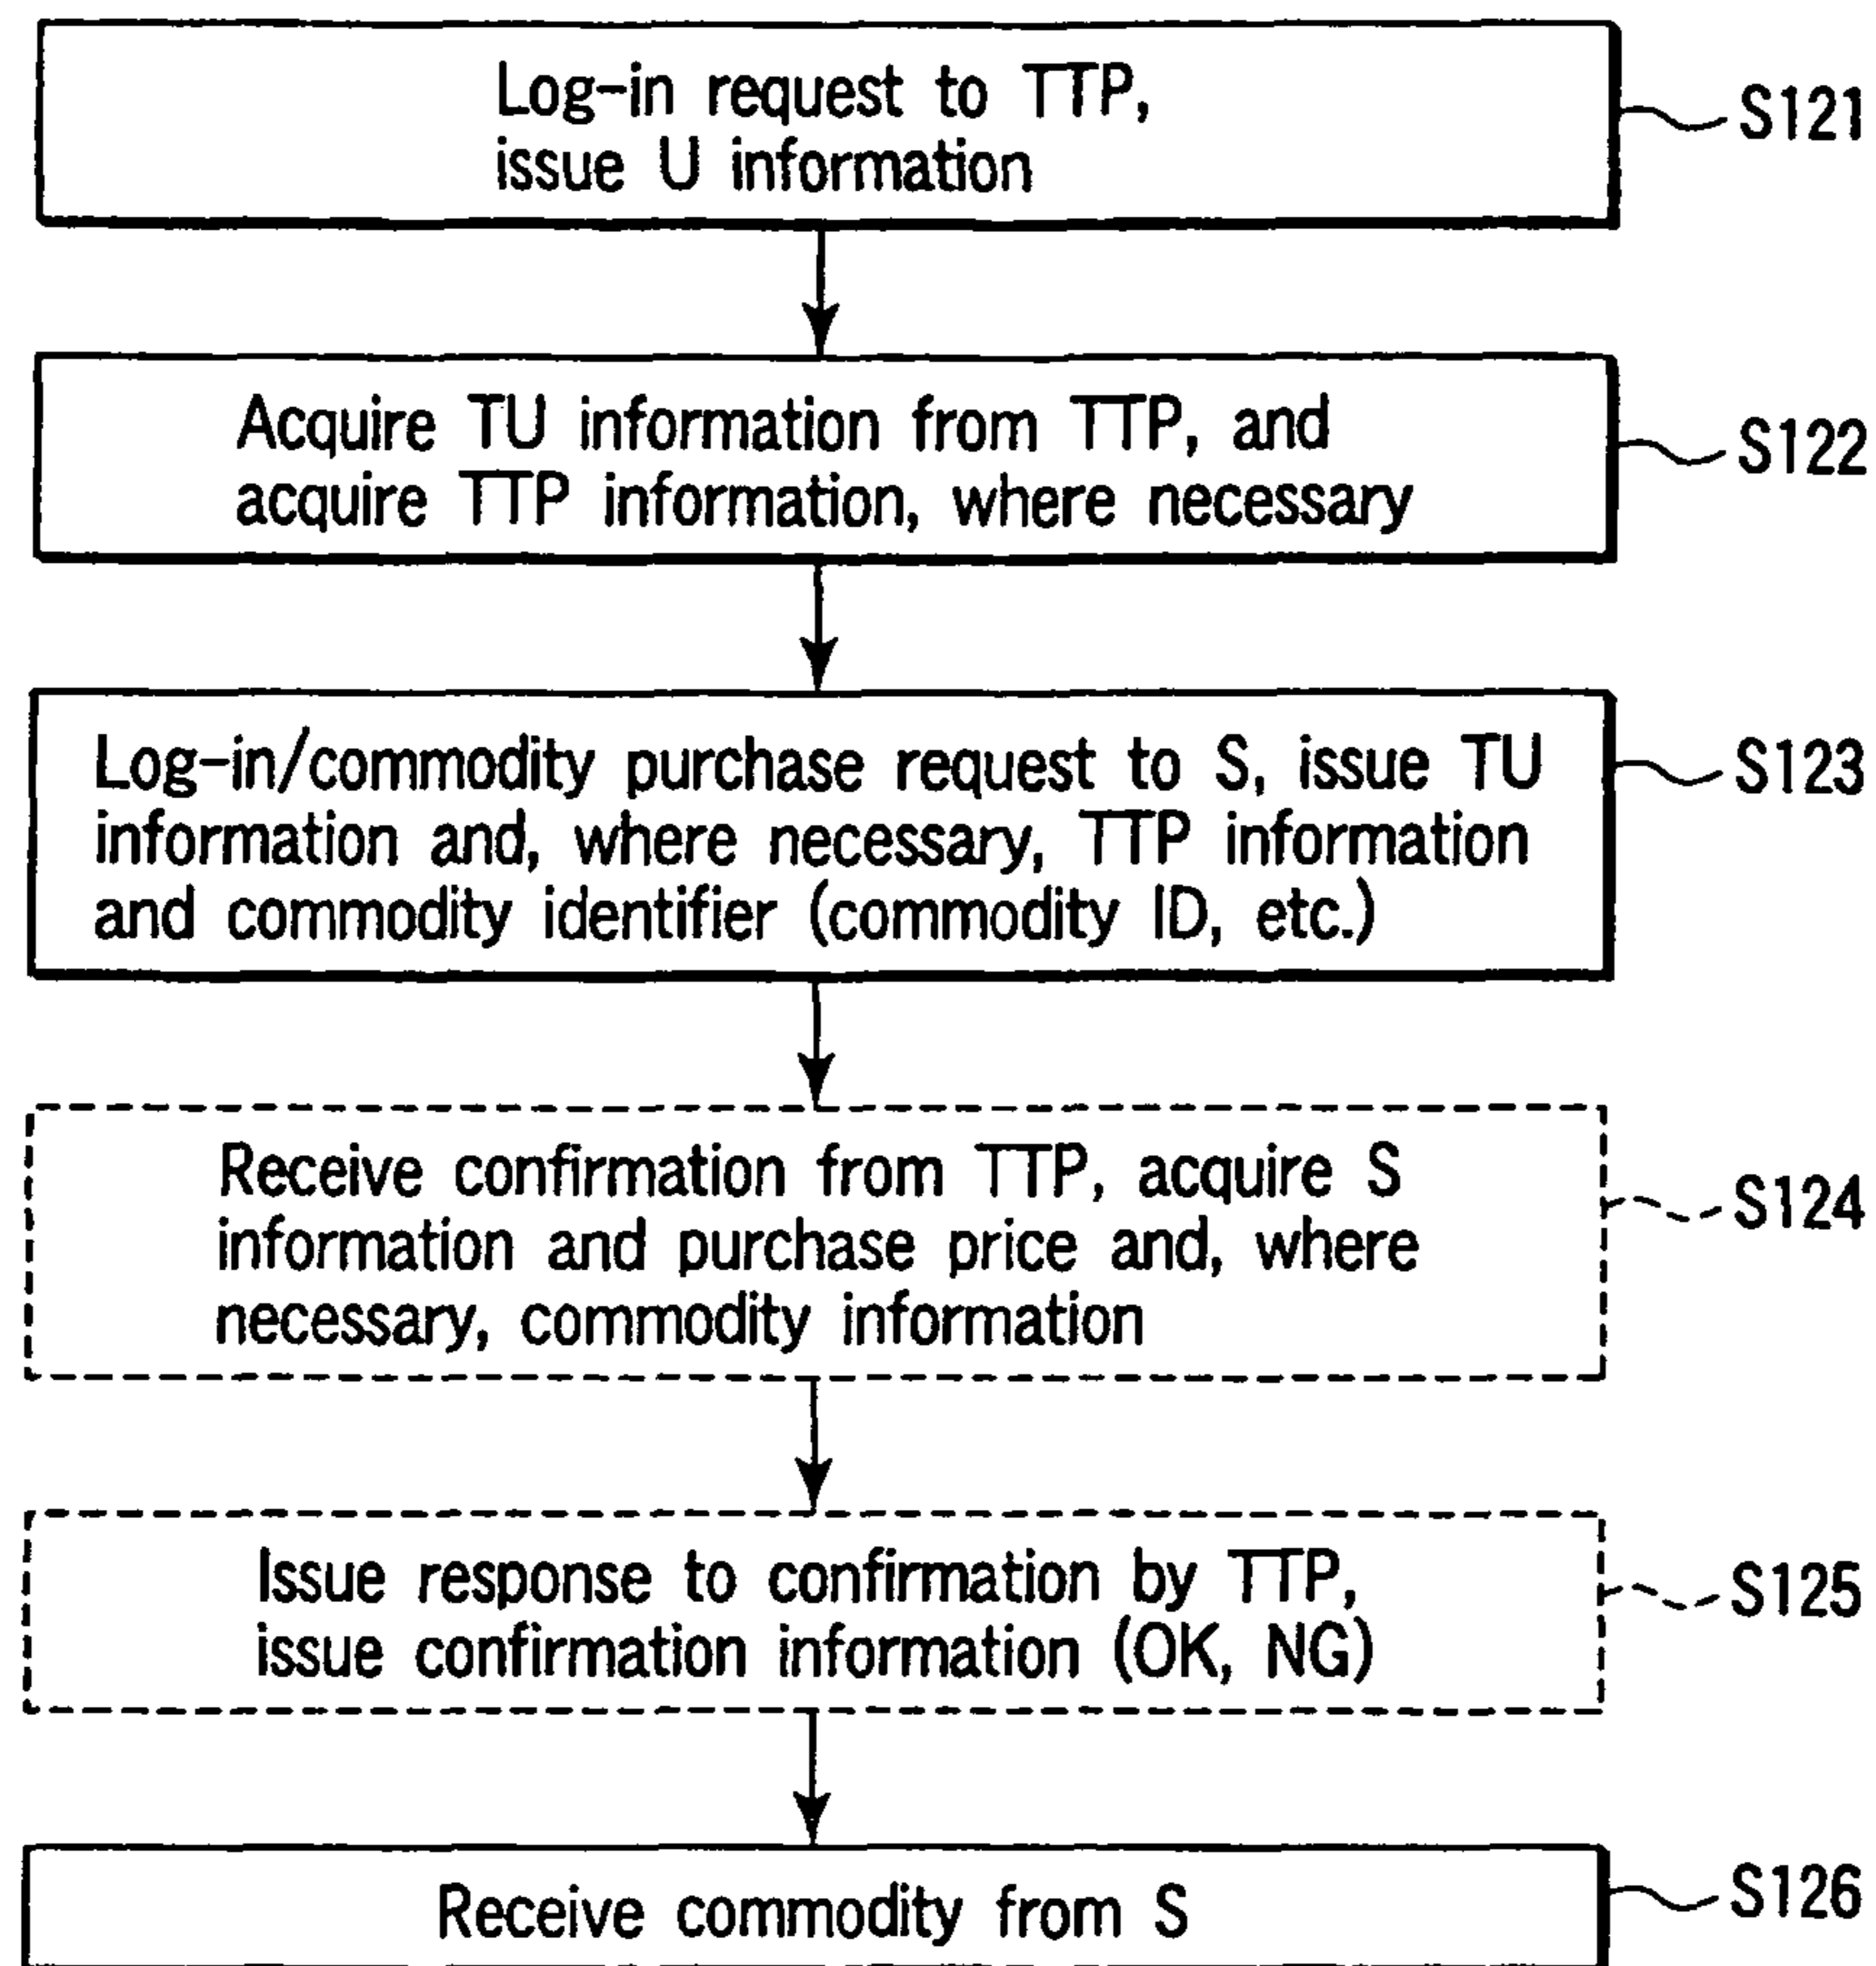 Log-in request to TTP,
issue U information
S121
Acquire TU information from TTP, and
acquire TTP information, where necessary
S122
Log-in/commodity purchase request to S, issue TU
information and, where necessary, TTP information
and commodity identifier (commodity ID, etc.)
S123
Receive confirmation from TTP, acquire S
information and purchase price and, where
necessary, commodity information
S124
Issue response to confirmation by TTP,
issue confirmation information (OK, NG)
S125
Receive commodity from S
S126